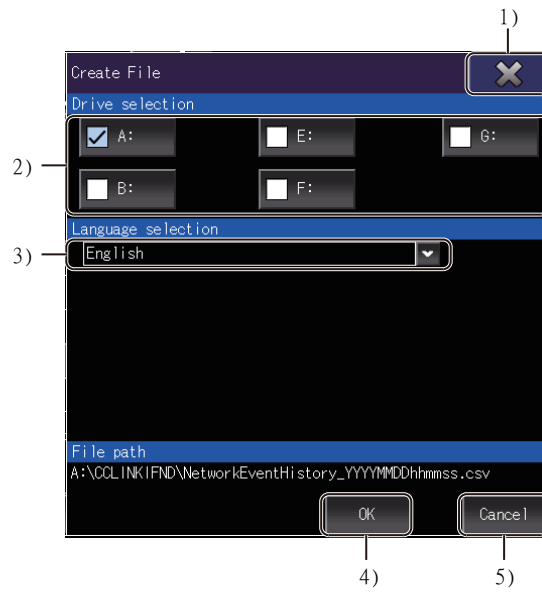 1)
Create File
Drive selection
A:
E:
G:
2)
B:
F:
Language selection
3)
English
File path
A:\CCLINKIFND\NetworkEventHistory_YYYYMMDDhhmmss.csv
OK
Cancel
4)
5)